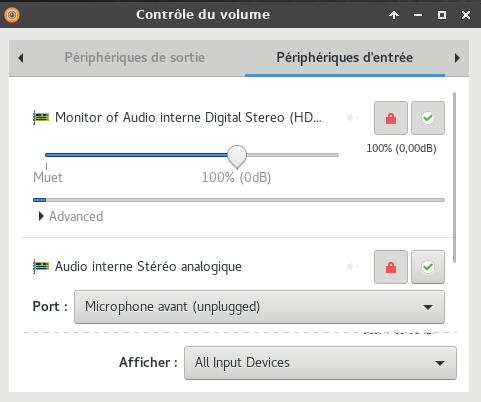 Contrôle du volume
Périphériques de sortie
Périphériques d'entrée
Monitor of Audio interne Digital Stereo (HD...
100% (0,00dB)
Muet
100% (0dB)
Advanced
Audio interne Stéréo analogique
Port :
Microphone avant (unplugged)
Afficher :
All Input Devices